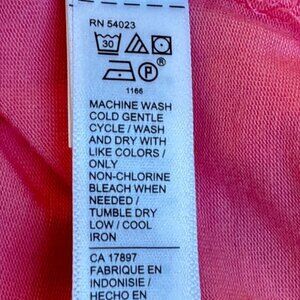 RN 54023
30
P ®
1166
MACHINE WASH
COLD GENTLE
CYCLE / WASH
AND DRY WITH
LIKE COLORS /
ONLY
NON-CHLORINE
BLEACH WHEN
NEEDED /
TUMBLE DRY
LOW / COOL
IRON
CA 17897
FABRIQUE EN
INDONISIE /
HECHO EN